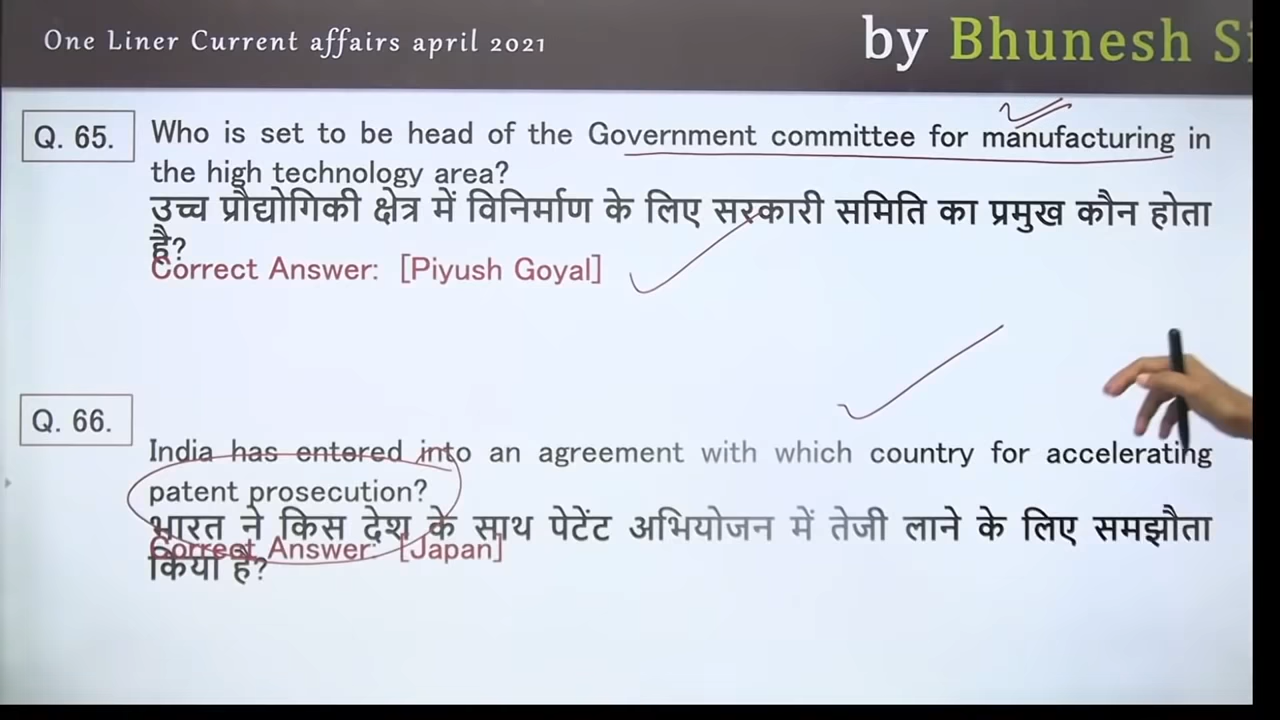 One Liner Current affairs april 2021
by Bhunesh
Q. 65.
Who is set to be head of the Government committee for manufacturing in
the high technology area?
उच्च प्रौद्योगिकी क्षेत्र में विनिर्माण के लिए सरकारी समिति का प्रमुख कौन होता
है?
Correct Answer: [Piyush Goyal]
Q. 66.
India has entered into an agreement with which country for accelerating
patent prosecution?
भारत ने किस देश के साथ पेटेंट अभियोजन में तेजी लाने के लिए समझौता
Correct Answer: [Japan]
किया है?